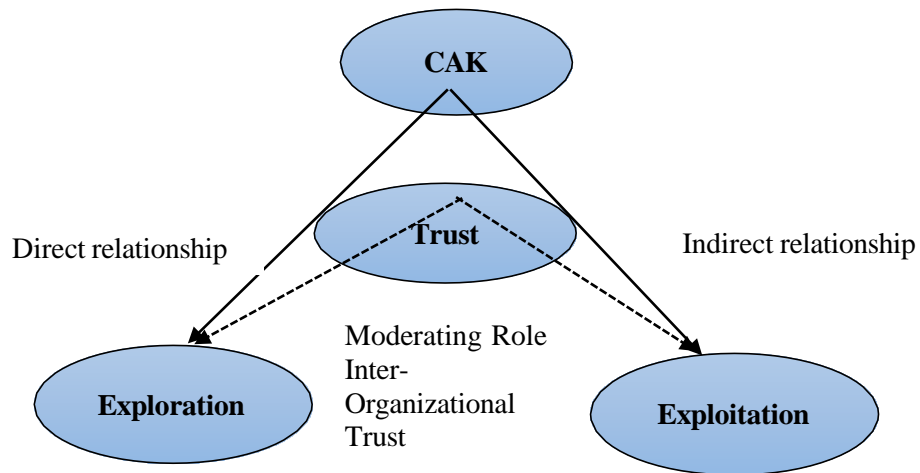 CAK
Trust
Direct relationship
Indirect relationship
Moderating Role
Inter-
Organizational
Trust
Exploration
Exploitation